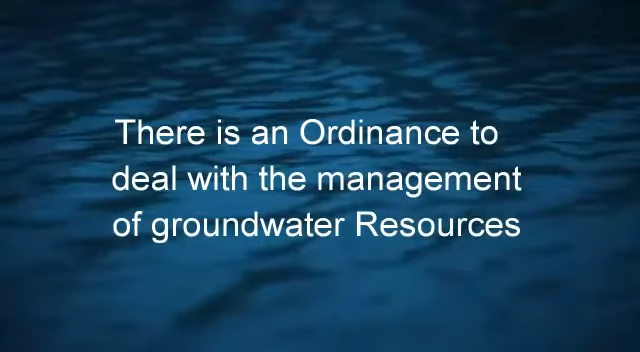 There is an Ordinance to
deal with the management
of groundwater Resources